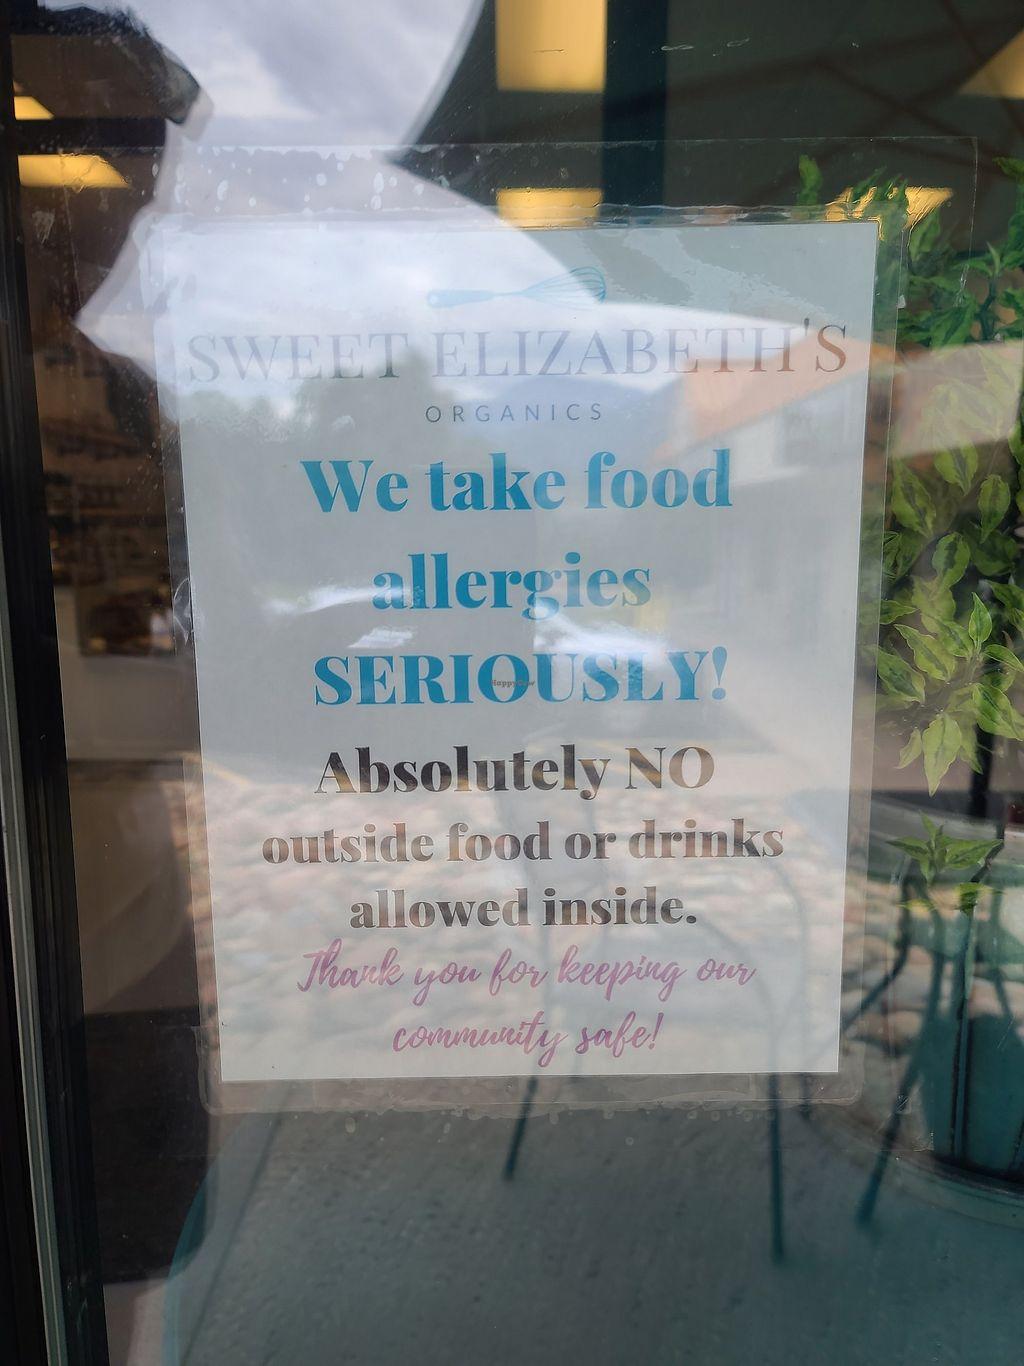 SWEET ELIZABETH'S
ORGANICS
We take food
allergies
SERIOUSLY!
HappyCow
Absolutely NO
outside food or drinks
allowed inside.
Thank you for keeping our
community safe!